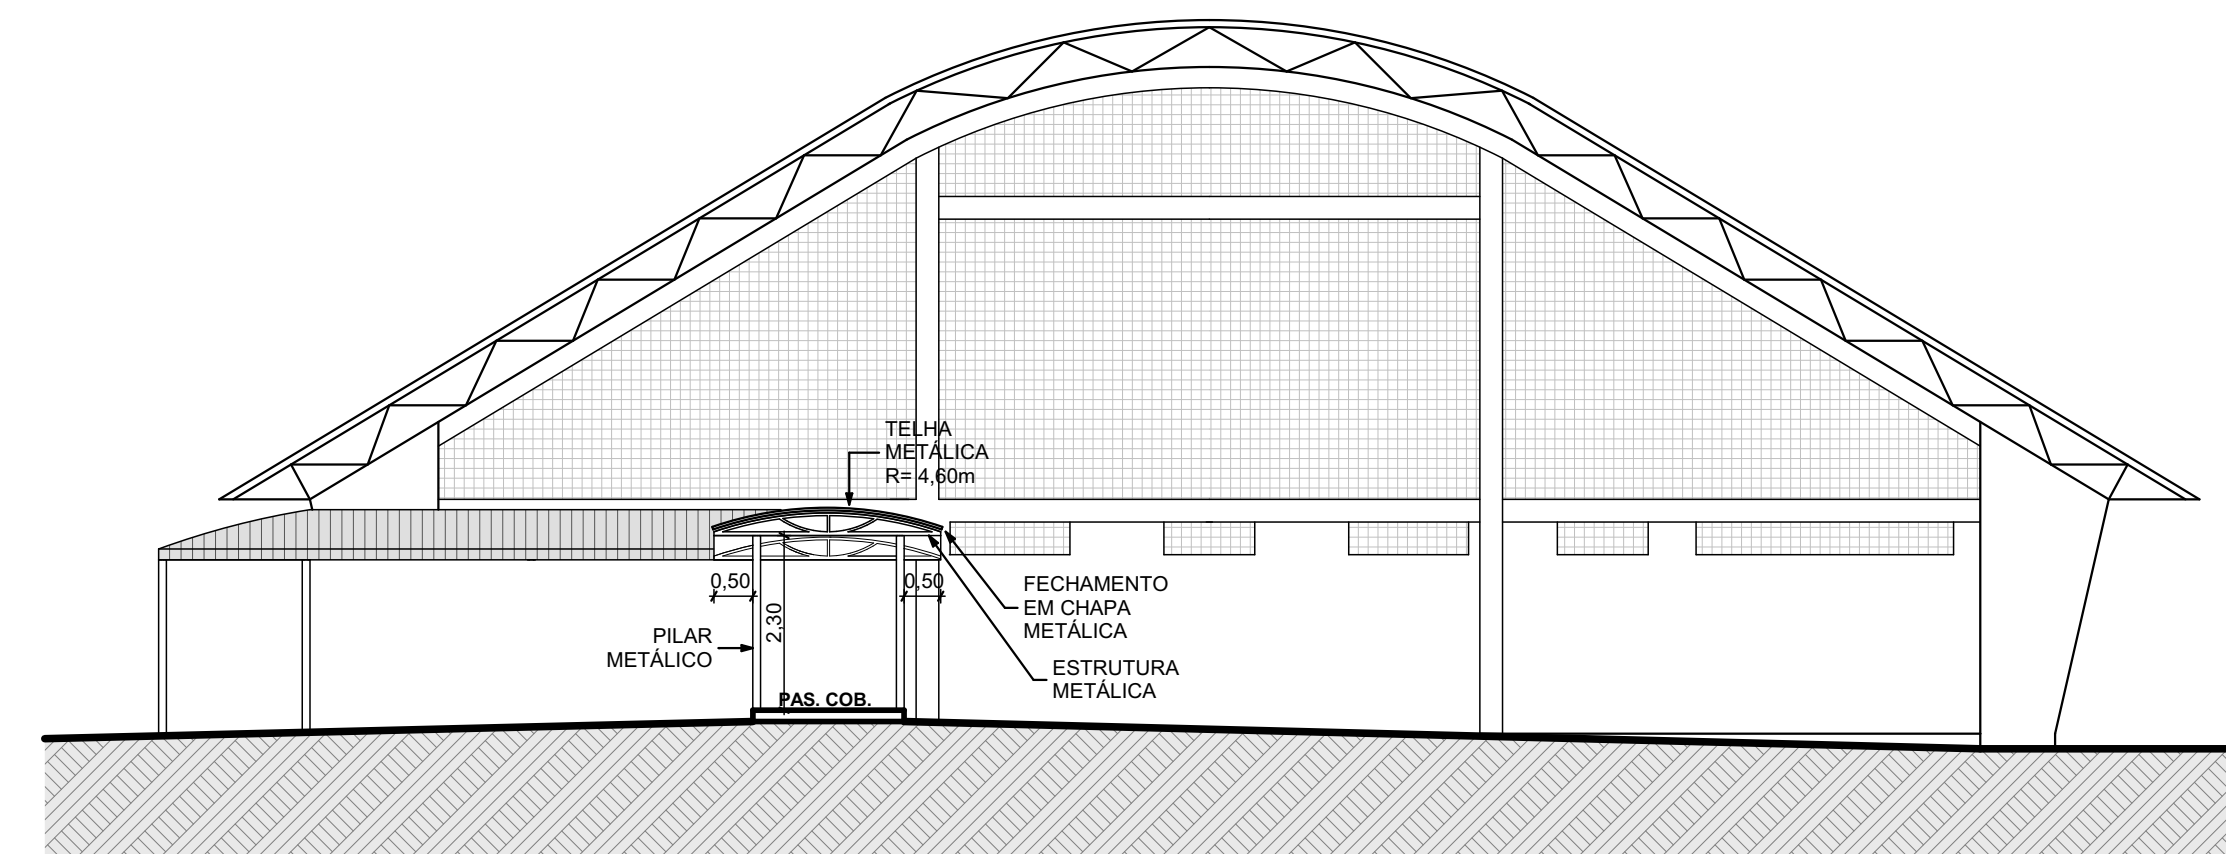 TELHA
METÁLICA
R= 4,60m
0,50
0,50
2,30
FECHAMENTO
EM CHAPA
METÁLICA
PILAR
METÁLICO
ESTRUTURA
METÁLICA
PAS. COB.